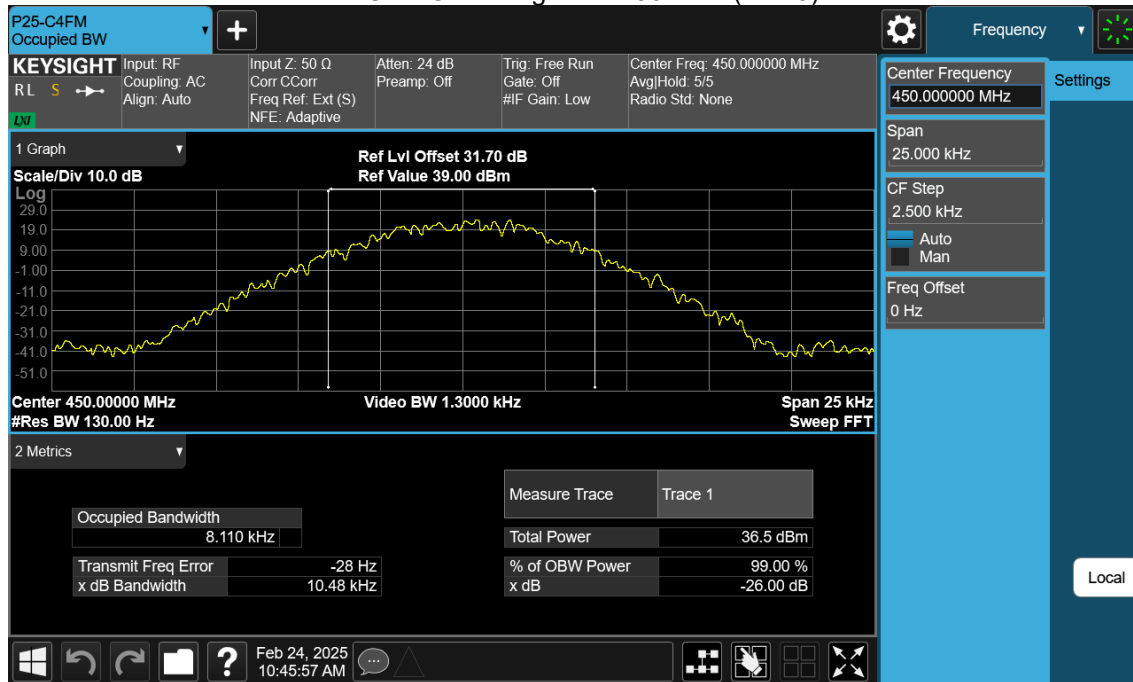 P25-C4FM
Occupied BW
Frequency
KEYSIGHT
R L S
LXI
Input: RF
Coupling: AC
Align: Auto
Input Z: 50 Ω
Corr CCorr
Freq Ref: Ext (S)
NFE: Adaptive
Atten: 24 dB
Preamp: Off
Trig: Free Run
Gate: Off
#IF Gain: Low
Center Freq: 450.000000 MHz
Avg|Hold: 5/5
Radio Std: None
Center Frequency
450.000000 MHz
Settings
Span
25.000 kHz
CF Step
2.500 kHz
Auto
Man
Freq Offset
0 Hz
Local
1 Graph
Ref Lvl Offset 31.70 dB
Scale/Div 10.0 dB
Ref Value 39.00 dBm
Log
29.0
19.0
9.00
-1.00
-11.0
-21.0
-31.0
-41.0
-51.0
Center 450.00000 MHz
Video BW 1.3000 kHz
Span 25 kHz
#Res BW 130.00 Hz
Sweep FFT
2 Metrics
Measure Trace
Trace 1
Occupied Bandwidth
8.110 kHz
Total Power
36.5 dBm
Transmit Freq Error
-28 Hz
% of OBW Power
99.00 %
x dB Bandwidth
10.48 kHz
x dB
-26.00 dB
?
Feb 24, 2025
10:45:57 AM